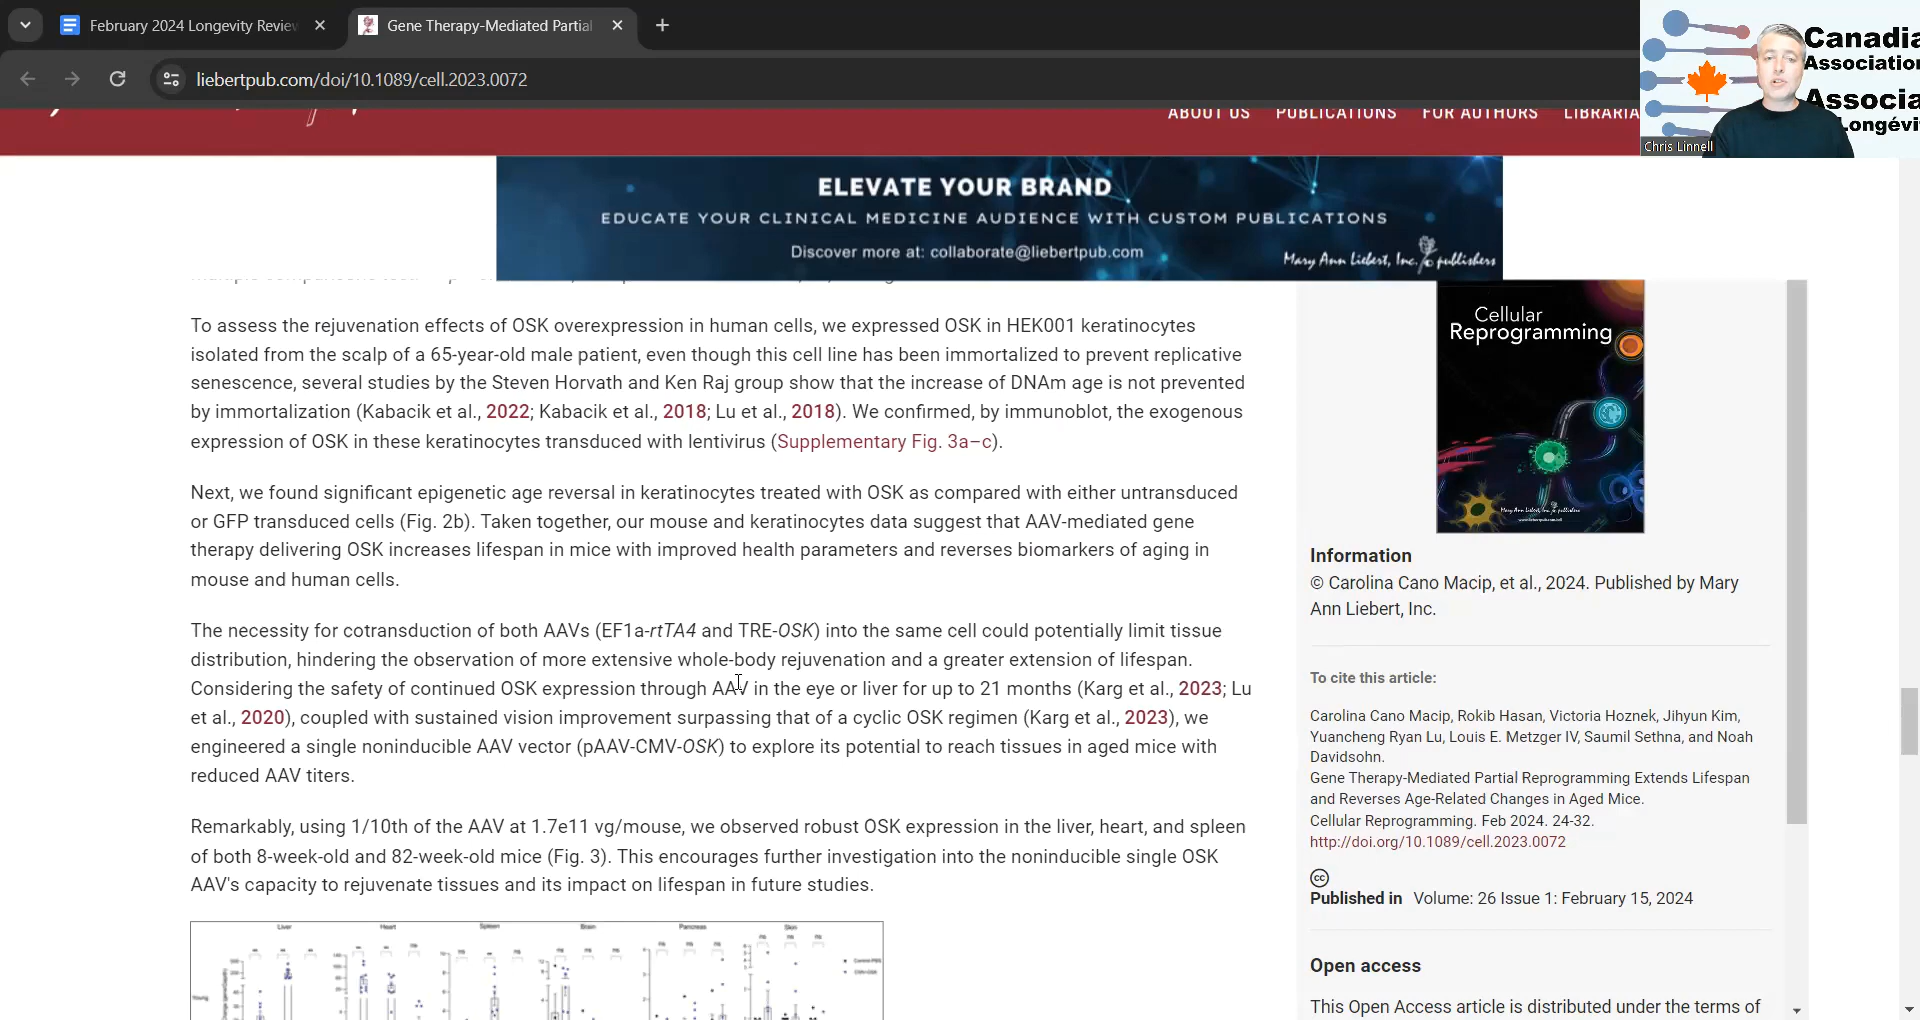 February 2024 Longevity Review
Gene Therapy-Mediated Partial
liebertpub.com/doi/10.1089/cell.2023.0072
Association
Chris Linnell
ABOUT US PUBLICATIONS FOR AUTHORS
ELEVATE YOUR BRAND
EDUCATE YOUR CLINICAL MEDICINE AUDIENCE WITH CUSTOM PUBLICATIONS
Discover more at: collaborate@liebertpub.com
Mary Ann Liebert, Inc. publishers
To assess the rejuvenation effects of OSK overexpression in human cells, we expressed OSK in HEK001 keratinocytes
isolated from the scalp of a 65-year-old male patient, even though this cell line has been immortalized to prevent replicative
senescence, several studies by the Steven Horvath and Ken Raj group show that the increase of DNAm age is not prevented
by immortalization (Kabacik et al., 2022; Kabacik et al., 2018; Lu et al., 2018). We confirmed, by immunoblot, the exogenous
expression of OSK in these keratinocytes transduced with lentivirus (Supplementary Fig. 3a–c).
Next, we found significant epigenetic age reversal in keratinocytes treated with OSK as compared with either untransduced
or GFP transduced cells (Fig. 2b). Taken together, our mouse and keratinocytes data suggest that AAV-mediated gene
therapy delivering OSK increases lifespan in mice with improved health parameters and reverses biomarkers of aging in
mouse and human cells.
The necessity for cotransduction of both AAVs (EF1a-rtTA4 and TRE-OSK) into the same cell could potentially limit tissue
distribution, hindering the observation of more extensive whole-body rejuvenation and a greater extension of lifespan.
Considering the safety of continued OSK expression through AAV in the eye or liver for up to 21 months (Karg et al., 2023; Lu
et al., 2020), coupled with sustained vision improvement surpassing that of a cyclic OSK regimen (Karg et al., 2023), we
engineered a single noninducible AAV vector (pAAV-CMV-OSK) to explore its potential to reach tissues in aged mice with
reduced AAV titers.
Remarkably, using 1/10th of the AAV at 1.7e11 vg/mouse, we observed robust OSK expression in the liver, heart, and spleen
of both 8-week-old and 82-week-old mice (Fig. 3). This encourages further investigation into the noninducible single OSK
AAV's capacity to rejuvenate tissues and its impact on lifespan in future studies.
Liver Heart Spleen Brain Pancreas Skin
Young
Cellular
Reprogramming
Mary Ann Liebert, Inc. publishers
Information
© Carolina Cano Macip, et al., 2024. Published by Mary
Ann Liebert, Inc.
To cite this article:
Carolina Cano Macip, Rokib Hasan, Victoria Hoznek, Jihyun Kim,
Yuancheng Ryan Lu, Louis E. Metzger IV, Saumil Sethna, and Noah
Davidsohn.
Gene Therapy-Mediated Partial Reprogramming Extends Lifespan
and Reverses Age-Related Changes in Aged Mice.
Cellular Reprogramming. Feb 2024. 24-32.
http://doi.org/10.1089/cell.2023.0072
cc
Published in Volume: 26 Issue 1: February 15, 2024
Open access
This Open Access article is distributed under the terms of